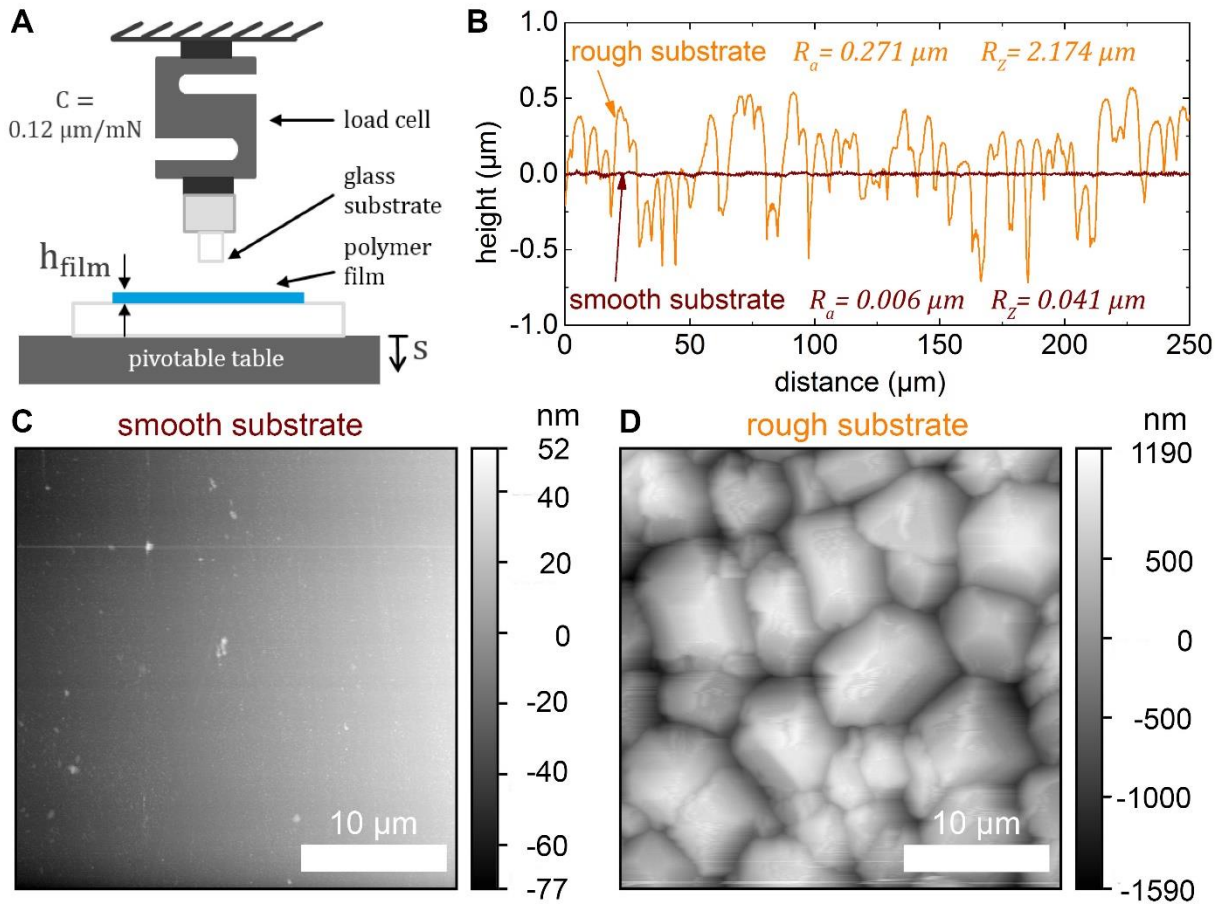 A
C =
0.12 µm/mN
load cell
glass
substrate
polymer
film
h_film
pivotable table
S
B
rough substrate R_a = 0.271 µm R_Z = 2.174 µm
smooth substrate R_a = 0.006 µm R_Z = 0.041 µm
height (µm)
1.0
0.5
0.0
-0.5
-1.0
0 50 100 150 200 250
distance (µm)
C smooth substrate nm
52
40
20
0
-20
-40
-60
-77
10 µm
D rough substrate nm
1190
500
0
-500
-1000
-1590
10 µm